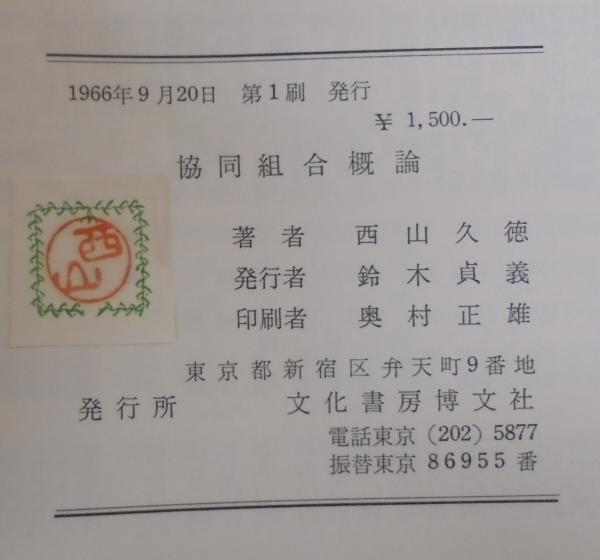 1966年9月20日 第1刷 発行
¥ 1,500.—
協同組合概論
西山
著者 西山久徳
発行者 鈴木貞義
印刷者 奥村正雄
東京都新宿区弁天町9番地
発行所 文化書房博文社
電話東京 (202) 5877
振替東京 86955 番